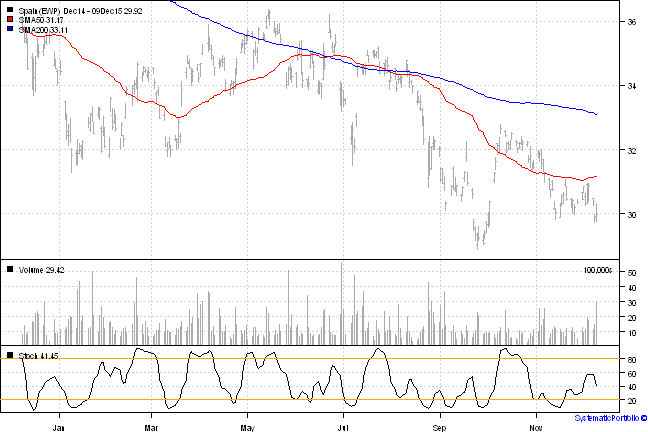 Spain (EWP) Dec14 - 09Dec15 29.92
SMA50 31.17
SMA200 33.11
36
34
32
30
Volume 29.42
100,000s
50
40
30
20
10
Stoch 41.45
80
60
40
20
Jan Mar May Jul Sep Nov
SystematicPortfolio ©